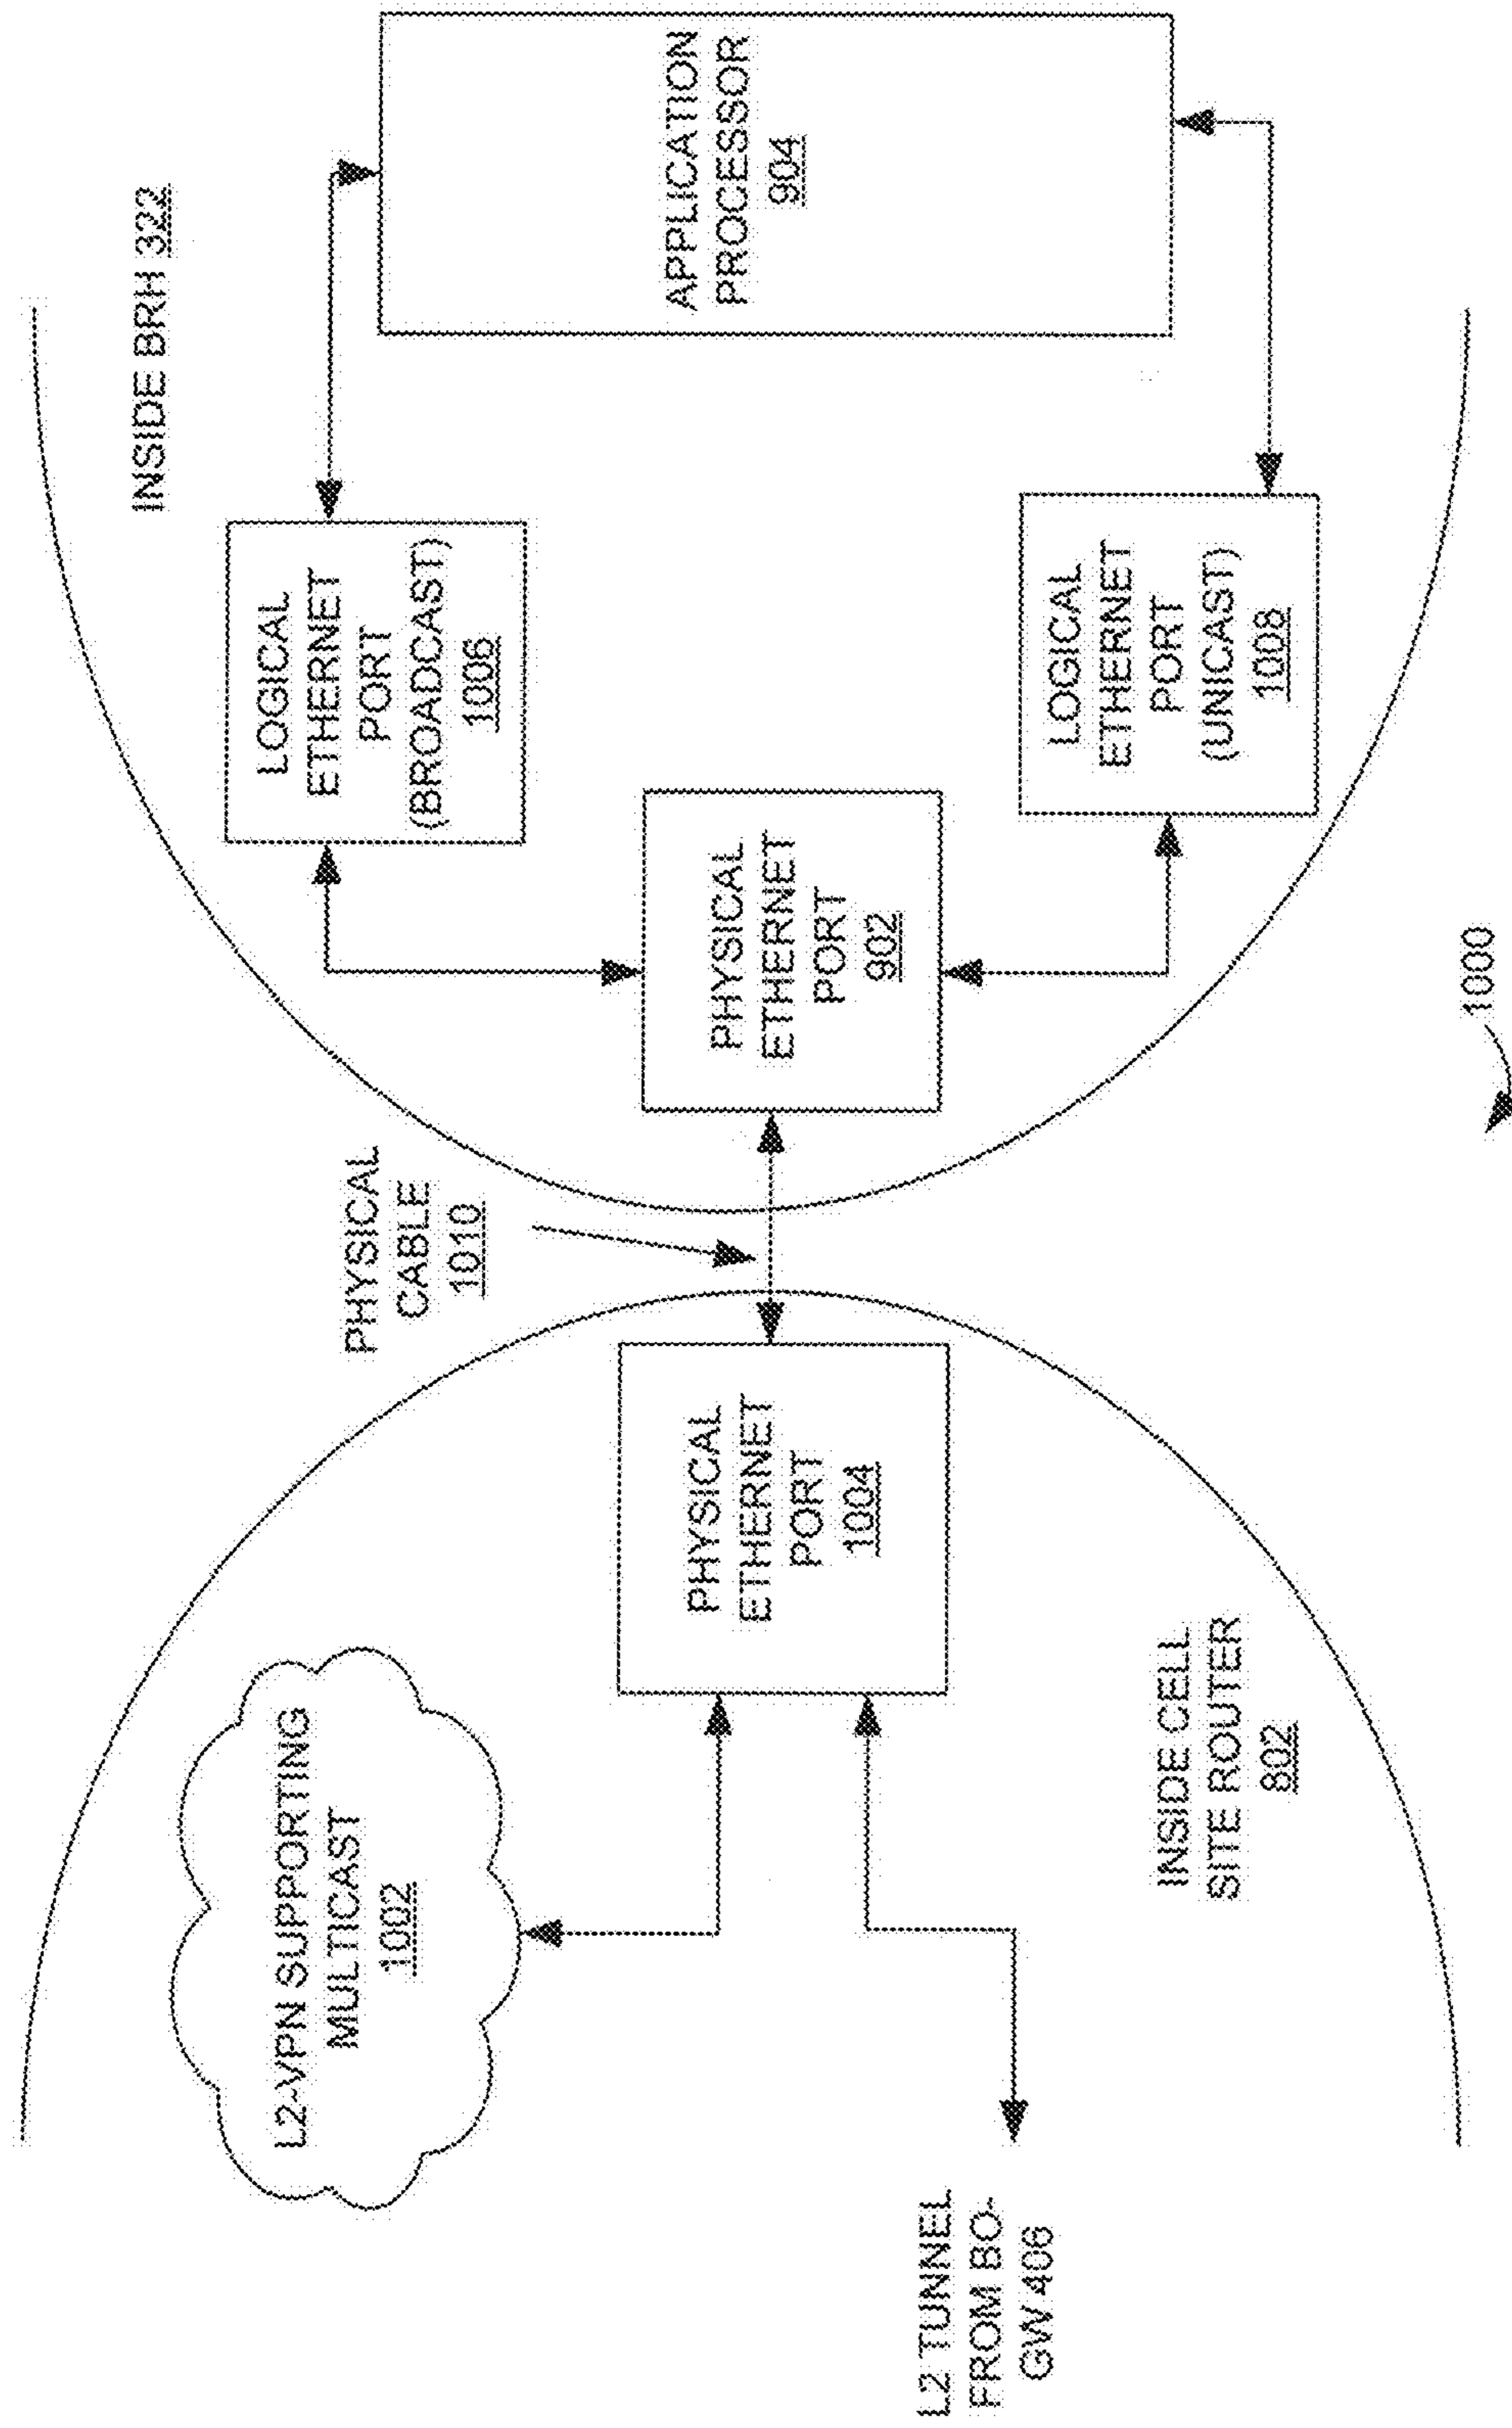 L2-VPN SUPPORTING
MULTICAST
1002
L2 TUNNEL
FROM BO-
GW 406
PHYSICAL
ETHERNET
PORT
1004
INSIDE CELL
SITE ROUTER
802
PHYSICAL
CABLE
1010
PHYSICAL
ETHERNET
PORT
902
LOGICAL
ETHERNET
PORT
(BROADCAST)
1006
LOGICAL
ETHERNET
PORT
(UNICAST)
1008
INSIDE BRH 322
APPLICATION
PROCESSOR
904
1000